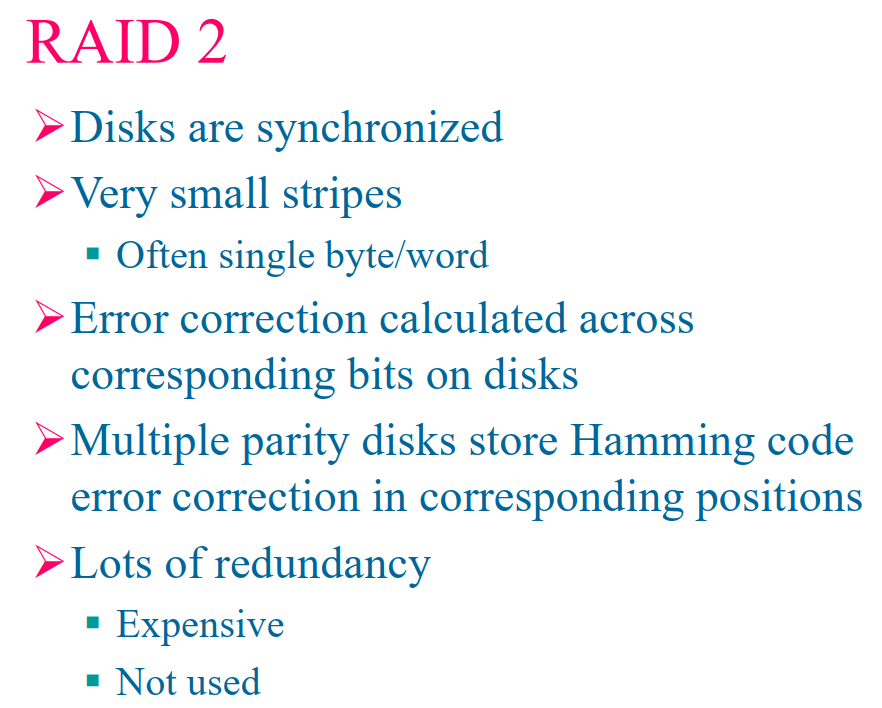 RAID 2
Disks are synchronized
Very small stripes
Often single byte/word
Error correction calculated across
corresponding bits on disks
Multiple parity disks store Hamming code
error correction in corresponding positions
Lots of redundancy
Expensive
Not used